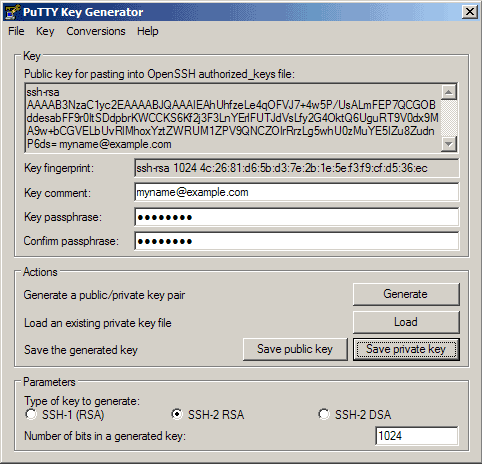 PuTTY Key Generator
File Key Conversions Help
Key
Public key for pasting into OpenSSH authorized_keys file:
ssh-rsa
AAAAB3NzaC1yc2EAAAABJQAAAIEAhUhfzeLe4qOFVJ7+4w5P/UsALmFEP7QCGOB
ddesabFF9r0ItSDdpbrKWCCKS6Kf2j3F3LnYErIFUTJdVsLfy2G4OktQ6UguRT9V0dx9M
A9w+bCGVELbUvRIMhoxYztZWRUM1ZPV9QNCZOlrRrzLg5whU0zMuYE5IZu8Zudn
P6ds= myname@example.com
Key fingerprint: ssh-rsa 1024 4c:26:81:d6:5b:d3:7e:2b:1e:5e:f3:f9:cf:d5:36:ec
Key comment: myname@example.com
Key passphrase: ●●●●●●●●
Confirm passphrase: ●●●●●●●●
Actions
Generate a public/private key pair Generate
Load an existing private key file Load
Save the generated key Save public key Save private key
Parameters
Type of key to generate:
SSH-1 (RSA) SSH-2 RSA SSH-2 DSA
Number of bits in a generated key: 1024